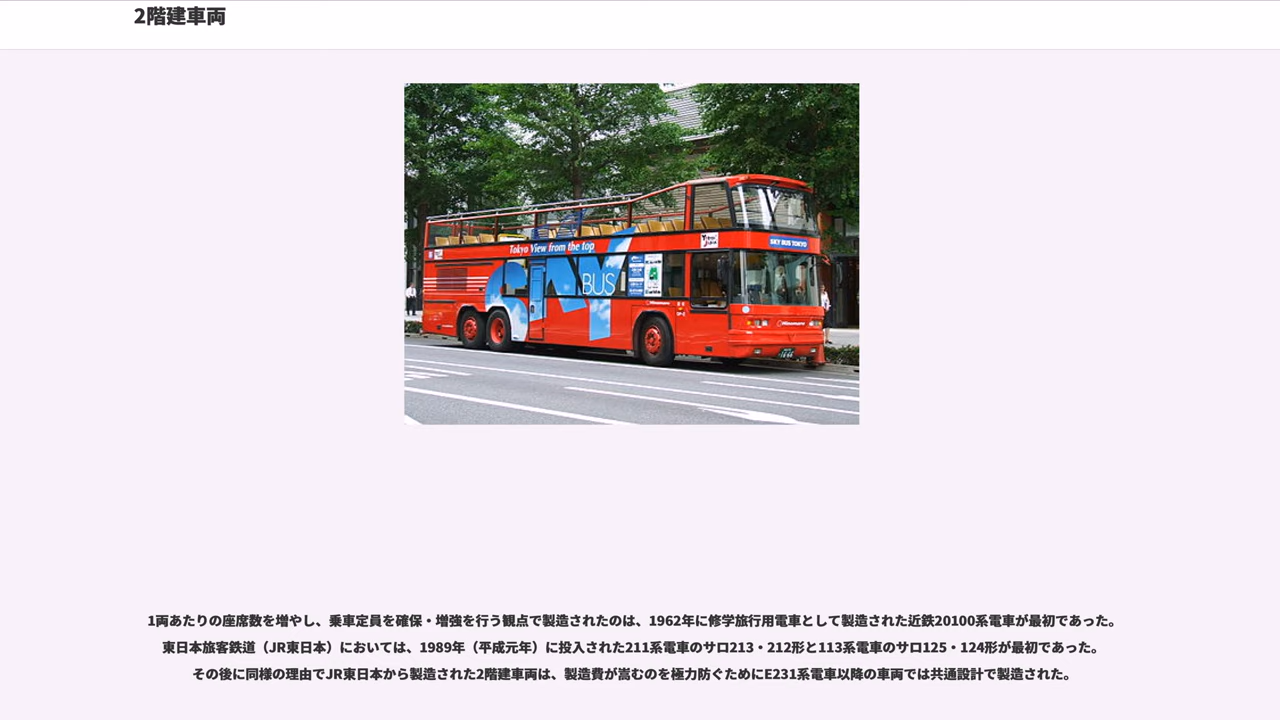 2階建車両
Tokyo View from the top
SKY BUS TOKYO
SKY
BUS
1両あたりの座席数を増やし、乗車定員を確保・増強を行う観点で製造されたのは、1962年に修学旅行用電車として製造された近鉄20100系電車が最初であった。
東日本旅客鉄道（JR東日本）においては、1989年（平成元年）に投入された211系電車のサロ213・212形と113系電車のサロ125・124形が最初であった。
その後に同様の理由でJR東日本から製造された2階建車両は、製造費が嵩むのを極力防ぐためにE231系電車以降の車両では共通設計で製造された。